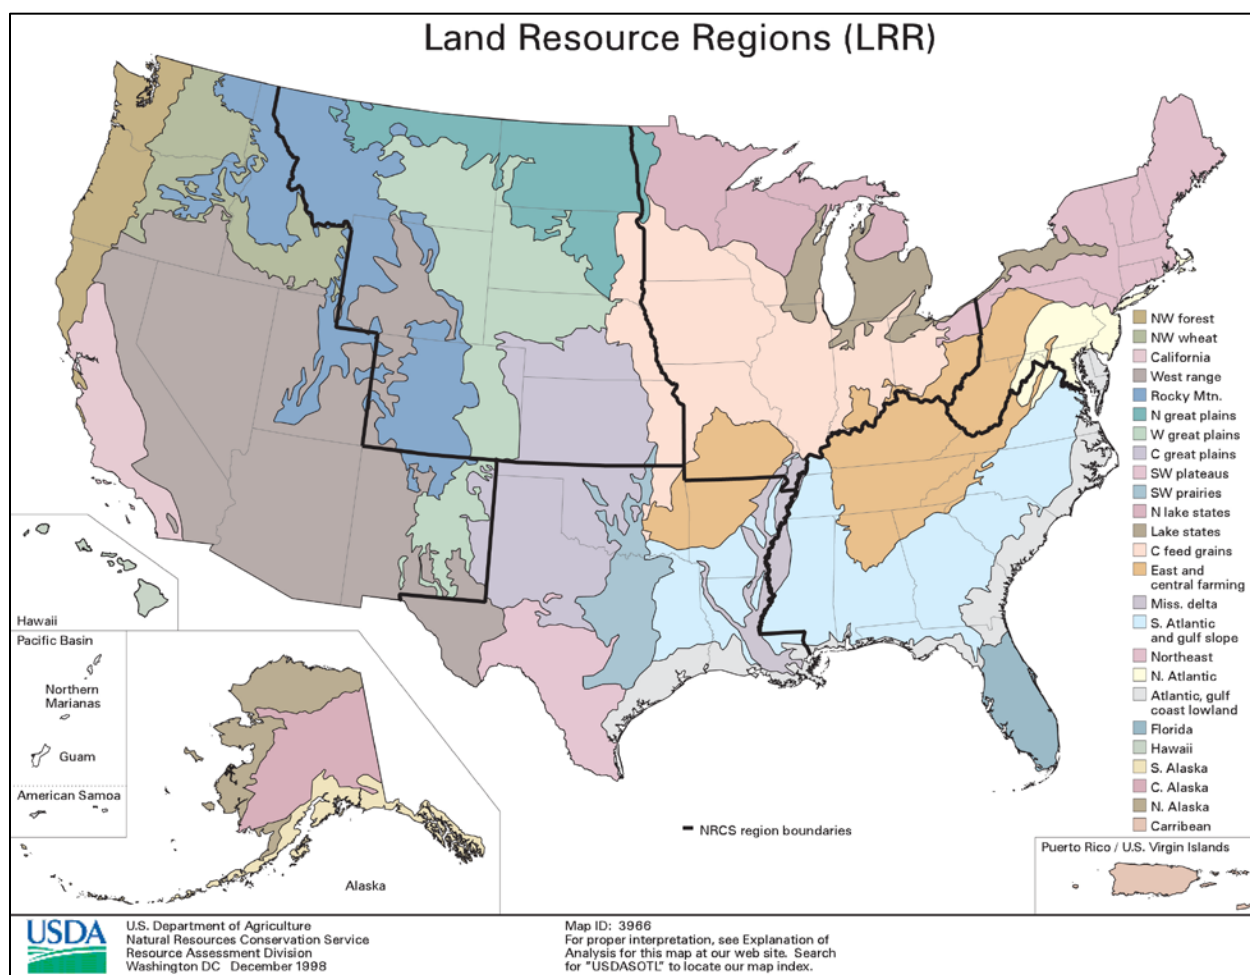 Land Resource Regions (LRR)
NW forest
NW wheat
California
West range
Rocky Mtn.
N great plains
W great plains
C great plains
SW plateaus
SW prairies
N lake states
Lake states
C feed grains
East and
central farming
Miss. delta
S. Atlantic
and gulf slope
Northeast
N. Atlantic
Atlantic, gulf
coast lowland
Florida
Hawaii
S. Alaska
C. Alaska
N. Alaska
Carribean
Hawaii
Pacific Basin
Northern
Marianas
Guam
American Samoa
Alaska
NRCS region boundaries
Puerto Rico / U.S. Virgin Islands
USDA
U.S. Department of Agriculture
Natural Resources Conservation Service
Resource Assessment Division
Washington DC December 1998
Map ID: 3966
For proper interpretation, see Explanation of
Analysis for this map at our web site. Search
for "USDASOTL" to locate our map index.